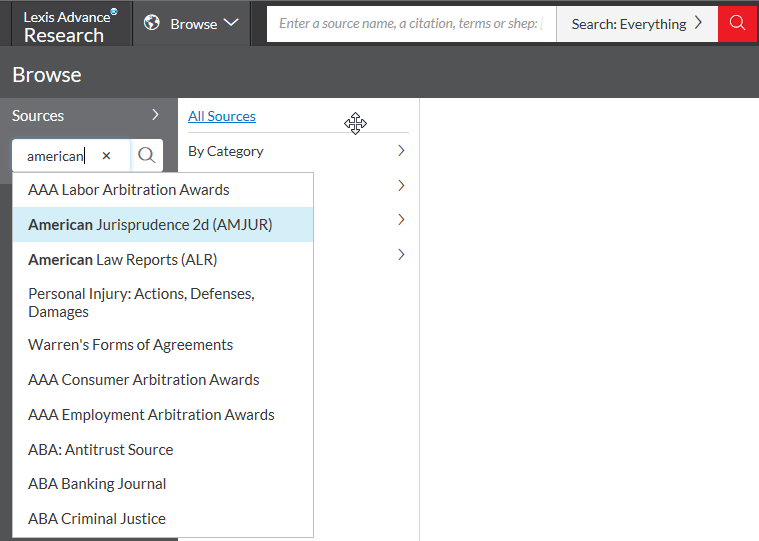 Lexis Advance®
Research
Browse
Enter a source name, a citation, terms or shep:
Search: Everything
Browse
Sources
american
All Sources
By Category
AAA Labor Arbitration Awards
American Jurisprudence 2d (AMJUR)
American Law Reports (ALR)
Personal Injury: Actions, Defenses,
Damages
Warren's Forms of Agreements
AAA Consumer Arbitration Awards
AAA Employment Arbitration Awards
ABA: Antitrust Source
ABA Banking Journal
ABA Criminal Justice